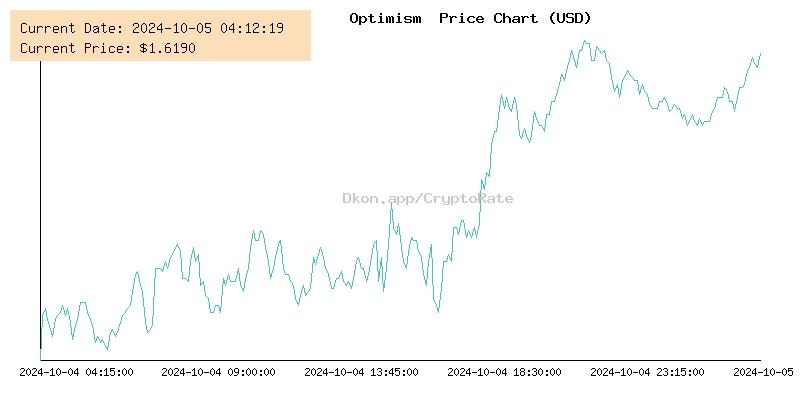 Optimism Price Chart (USD)
Current Date: 2024-10-05 04:12:19
Current Price: $1.6190
Dkon.app/CryptoRate
2024-10-04 04:15:00 2024-10-04 09:00:00 2024-10-04 13:45:00 2024-10-04 18:30:00 2024-10-04 23:15:00 2024-10-05